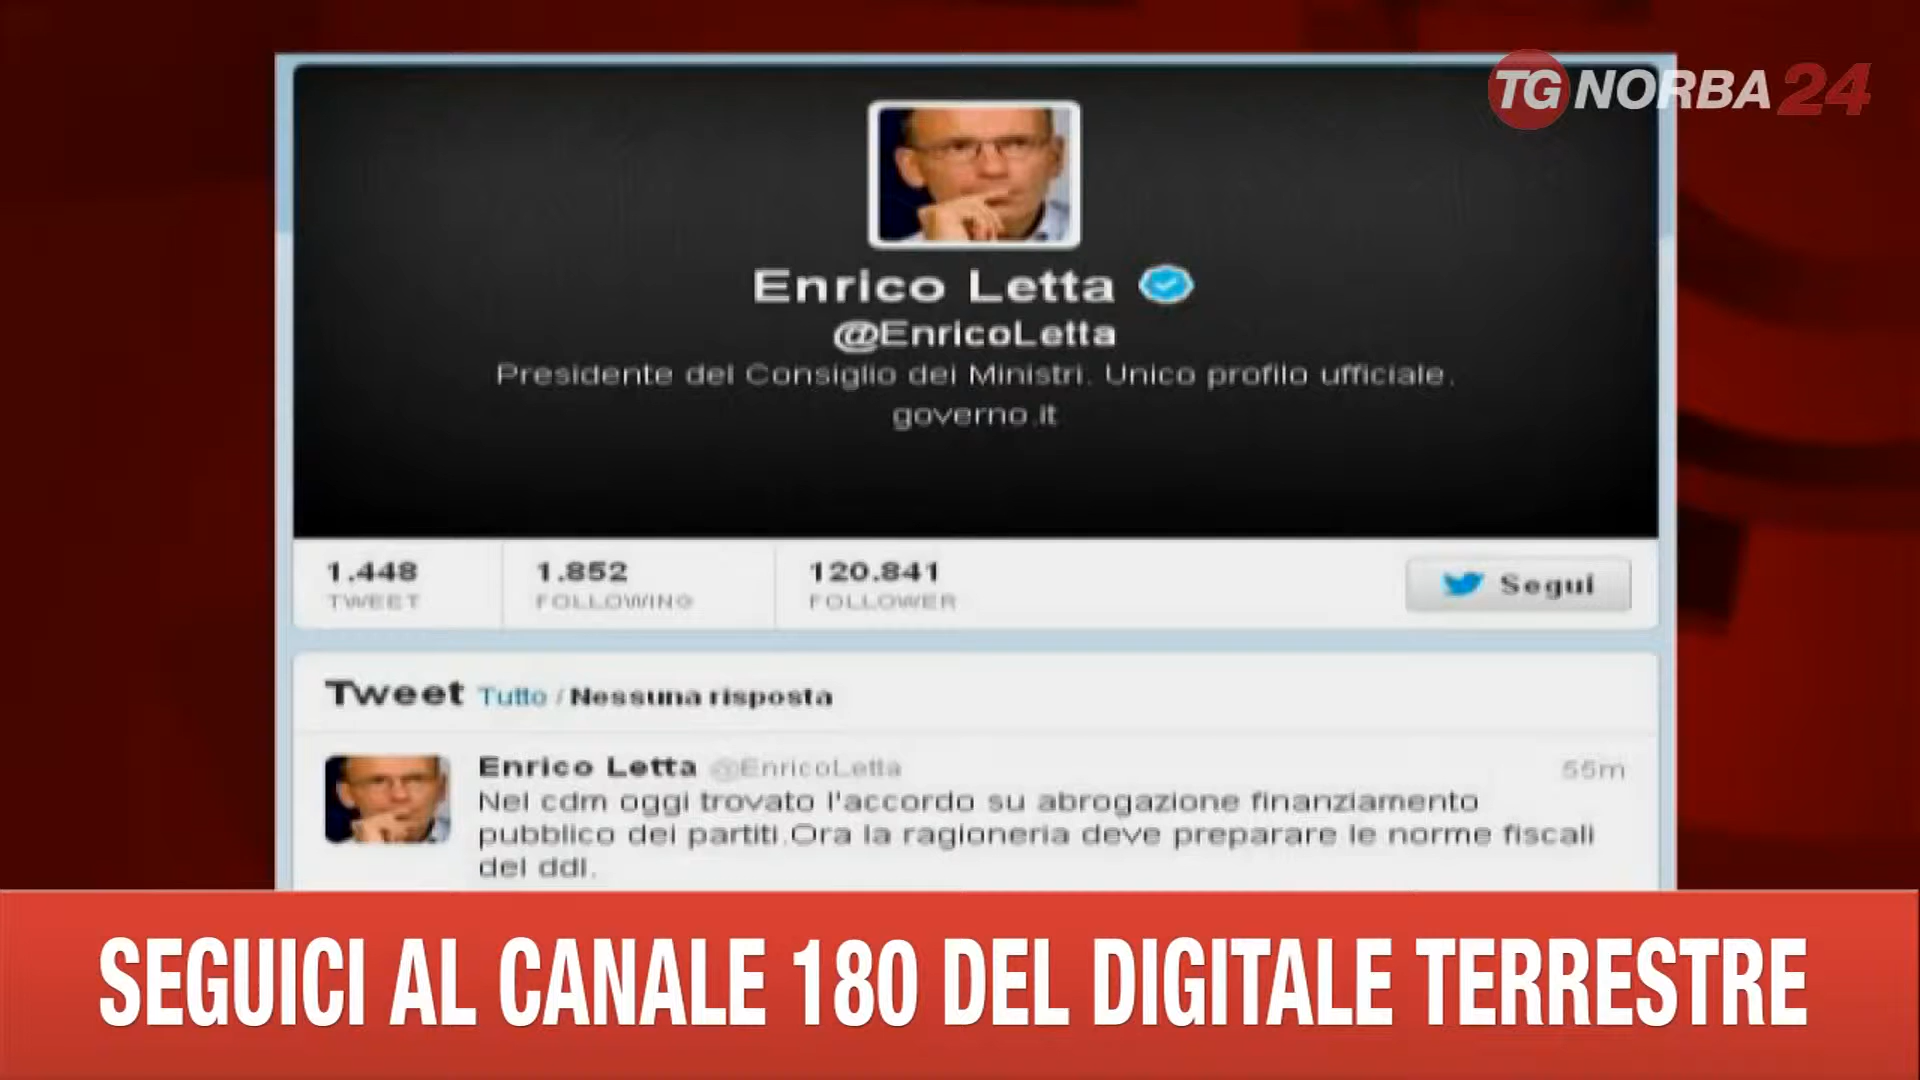 TG NORBA 24
Enrico Letta
@EnricoLetta
Presidente del Consiglio dei Ministri. Unico profilo ufficiale.
governo.it
1.448
TWEET
1.852
FOLLOWING
120.841
FOLLOWER
Segui
Tweet Tutto / Nessuna risposta
Enrico Letta @EnricoLetta 55m
Nel cdm oggi trovato l'accordo su abrogazione finanziamento
pubblico dei partiti.Ora la ragioneria deve preparare le norme fiscali
del ddl.
SEGUICI AL CANALE 180 DEL DIGITALE TERRESTRE